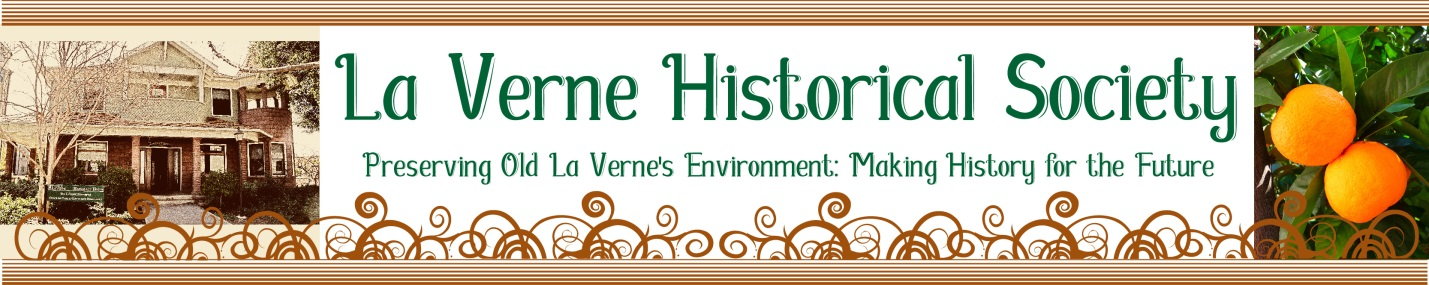 La Verne Historical Society
Preserving Old La Verne's Environment: Making History for the Future